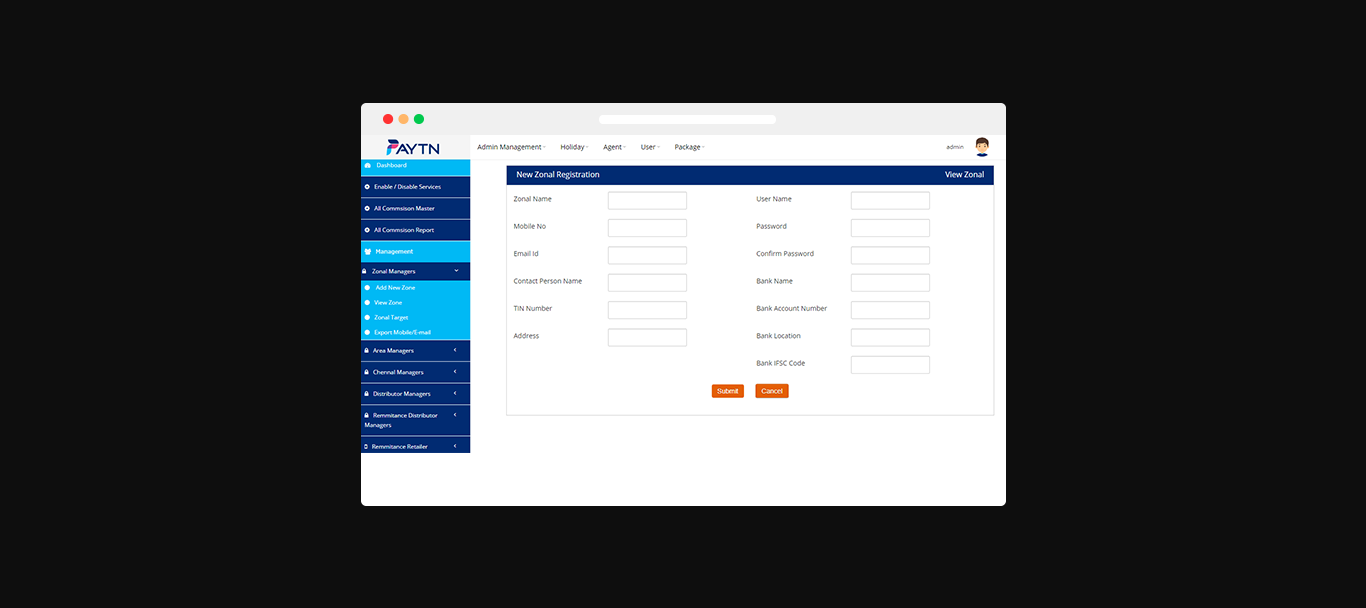 PAYTN
Admin Management
Holiday
Agent
User
Package
admin
Dashboard
Enable / Disable Services
All Commsison Master
All Commsison Report
Management
Zonal Managers
Add New Zone
View Zone
Zonal Target
Export Mobile/E-mail
Area Managers
Chennal Managers
Distributor Managers
Remmitance Distributor
Managers
Remmitance Retailer
New Zonal Registration
View Zonal
Zonal Name
User Name
Mobile No
Password
Email Id
Confirm Password
Contact Person Name
Bank Name
TIN Number
Bank Account Number
Address
Bank Location
Bank IFSC Code
Submit
Cancel